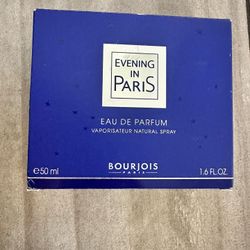 EVENING
IN
PARIS
EAU DE PARFUM
VAPORISATEUR NATURAL SPRAY
BOURJOIS
PARIS
℮50 ml
1.6 FL.OZ.